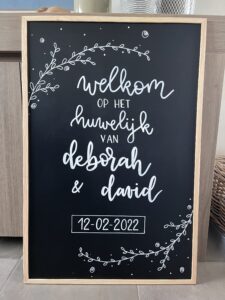 welkom
OP HET
huwelijk
VAN
deborah
& david
12-02-2022